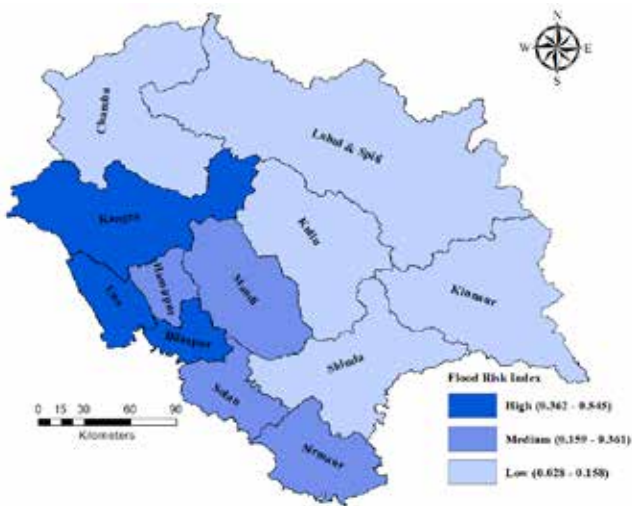 N
W E
S
Chamba
Lahul & Spiti
Kangra
Kullu
Mandi
Hamirpur
Una
Kinnaur
Bilaspur
Shimla
Solan
Sirmaur
Flood Risk Index
High (0.362 - 0.545)
Medium (0.159 - 0.361)
Low (0.028 - 0.158)
0 15 30 60 90
Kilometers